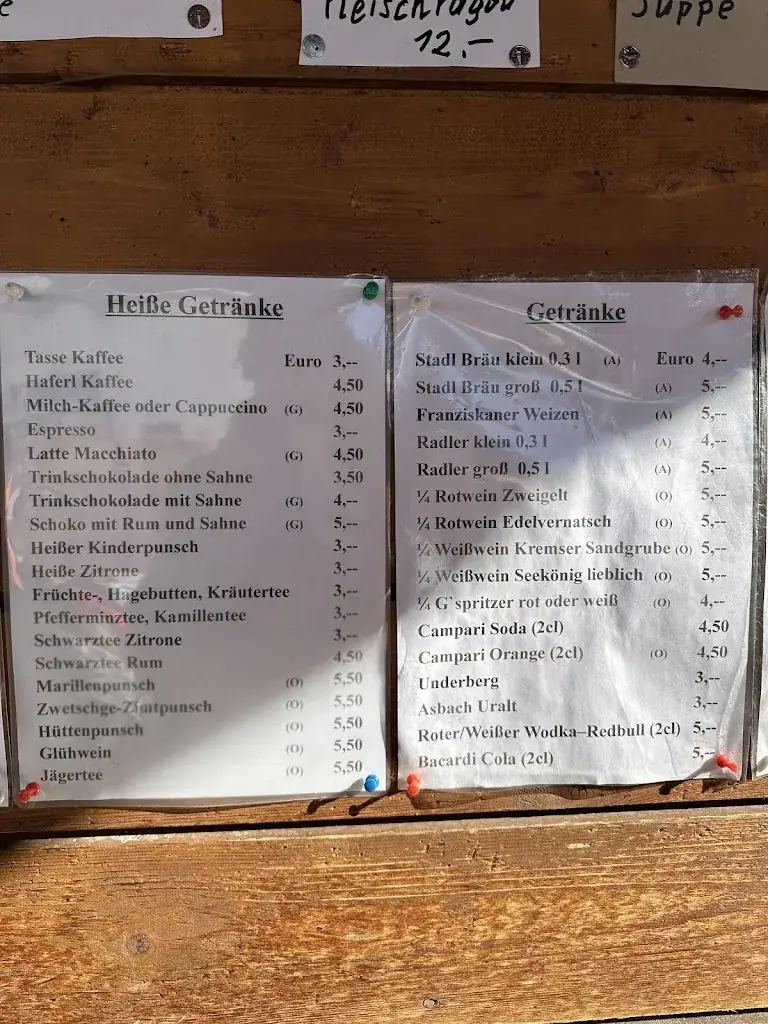 e
Fleischragou
12.-
Suppe
Heiße Getränke
Tasse Kaffee Euro 3,--
Haferl Kaffee 4,50
Milch-Kaffee oder Cappuccino (G) 4,50
Espresso 3,--
Latte Macchiato (G) 4,50
Trinkschokolade ohne Sahne 3,50
Trinkschokolade mit Sahne (G) 4,--
Schoko mit Rum und Sahne (G) 5,--
Heißer Kinderpunsch 3,--
Heiße Zitrone 3,--
Früchte-, Hagebutten, Kräutertee 3,--
Pfefferminztee, Kamillentee 3,--
Schwarztee Zitrone 3,--
Schwarztee Rum 4,50
Marillenpunsch (O) 5,50
Zwetschge-Zimtpunsch (O) 5,50
Hüttenpunsch (O) 5,50
Glühwein (O) 5,50
Jägertee (O) 5,50
Getränke
Stadl Bräu klein 0,3 l (A) Euro 4,--
Stadl Bräu groß 0,5 l (A) 5,--
Franziskaner Weizen (A) 5,--
Radler klein 0,3 l (A) 4,--
Radler groß 0,5 l (A) 5,--
¼ Rotwein Zweigelt (O) 5,--
¼ Rotwein Edelvernatsch (O) 5,--
¼ Weißwein Kremser Sandgrube (O) 5,--
¼ Weißwein Seekönig lieblich (O) 5,--
¼ G`spritzer rot oder weiß (O) 4,--
Campari Soda (2cl) 4,50
Campari Orange (2cl) (O) 4,50
Underberg 3,--
Asbach Uralt 3,--
Roter/Weißer Wodka–Redbull (2cl) 5,--
Bacardi Cola (2cl) 5,--